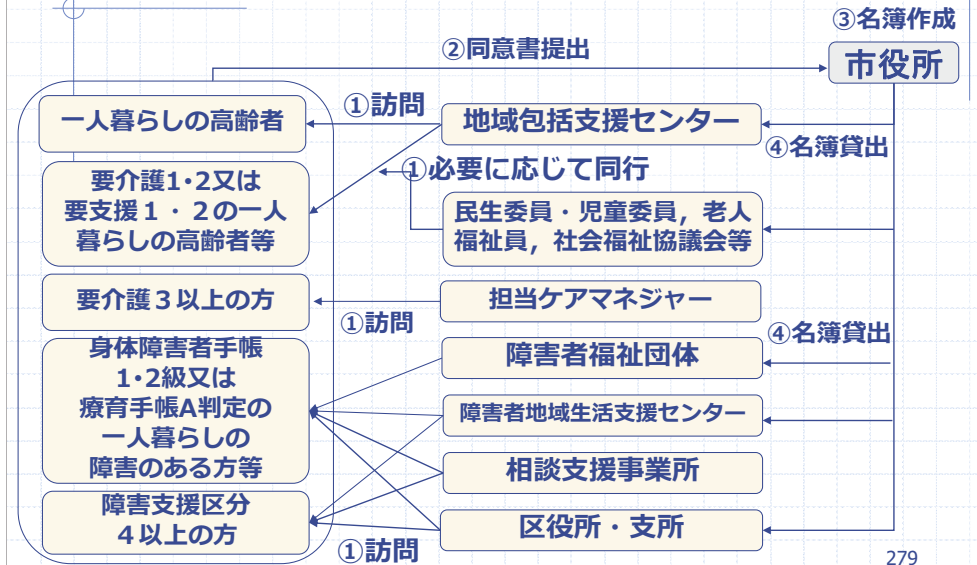 ③名簿作成
②同意書提出
市役所
一人暮らしの高齢者
①訪問
地域包括支援センター
④名簿貸出
①必要に応じて同行
要介護1･2又は
要支援１・２の一人
暮らしの高齢者等
民生委員・児童委員，老人
福祉員，社会福祉協議会等
要介護３以上の方
担当ケアマネジャー
①訪問
④名簿貸出
身体障害者手帳
1･2級又は
療育手帳A判定の
一人暮らしの
障害のある方等
障害者福祉団体
障害者地域生活支援センター
相談支援事業所
障害支援区分
４以上の方
区役所・支所
①訪問
279